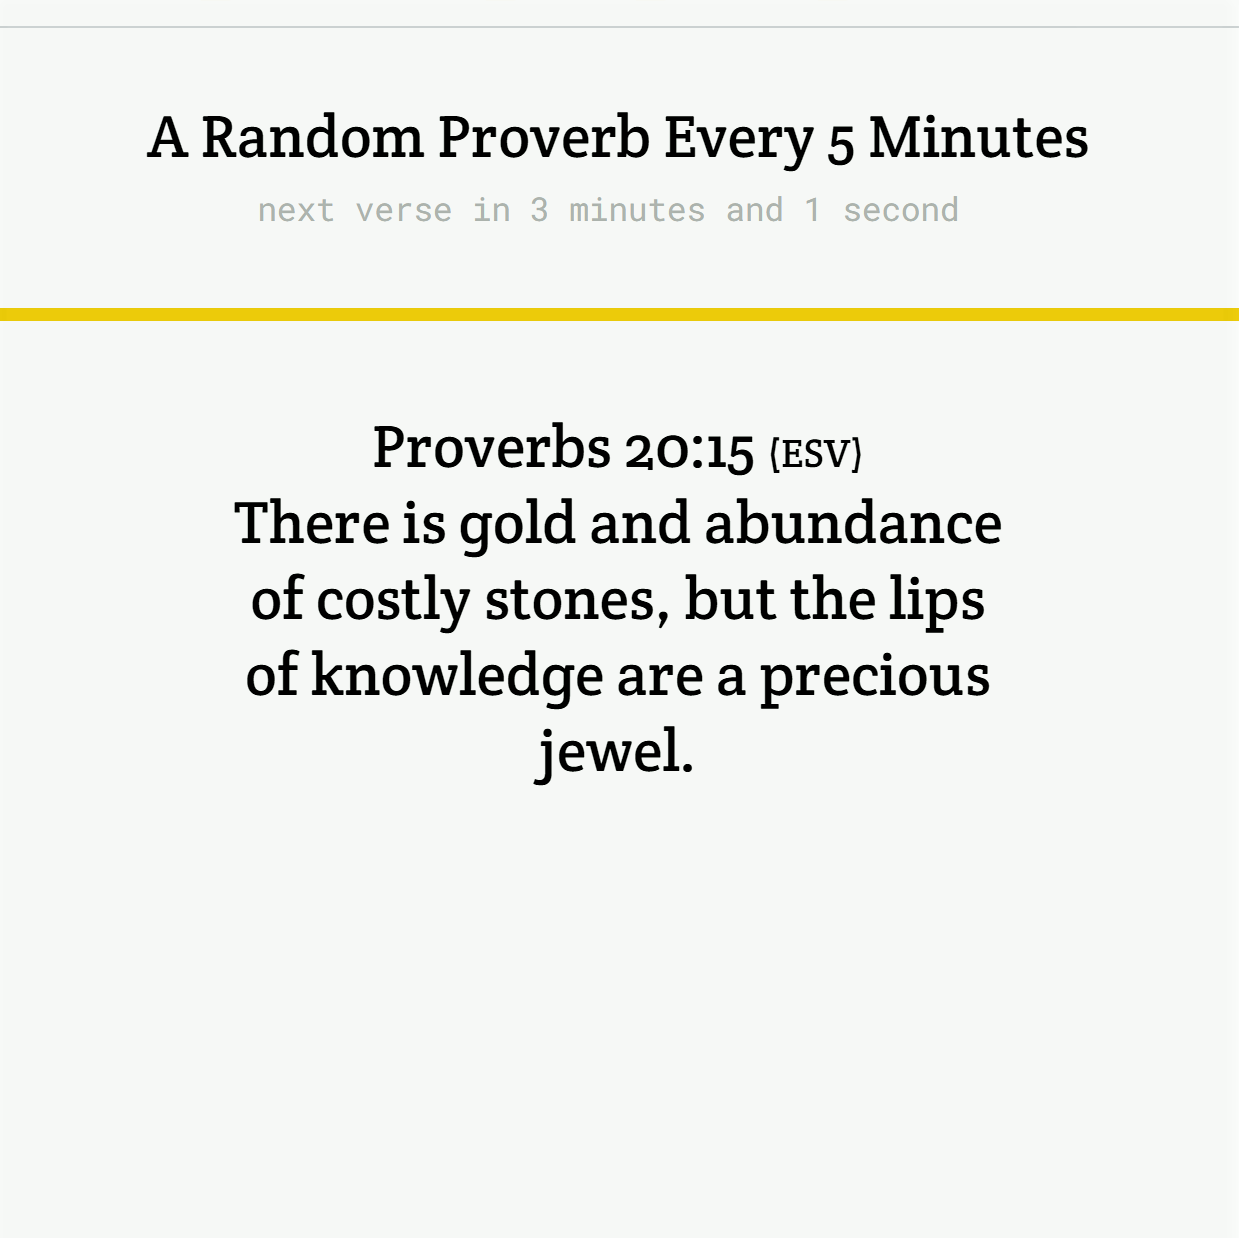 A Random Proverb Every 5 Minutes
next verse in 3 minutes and 1 second
Proverbs 20:15 (ESV)
There is gold and abundance
of costly stones, but the lips
of knowledge are a precious
jewel.